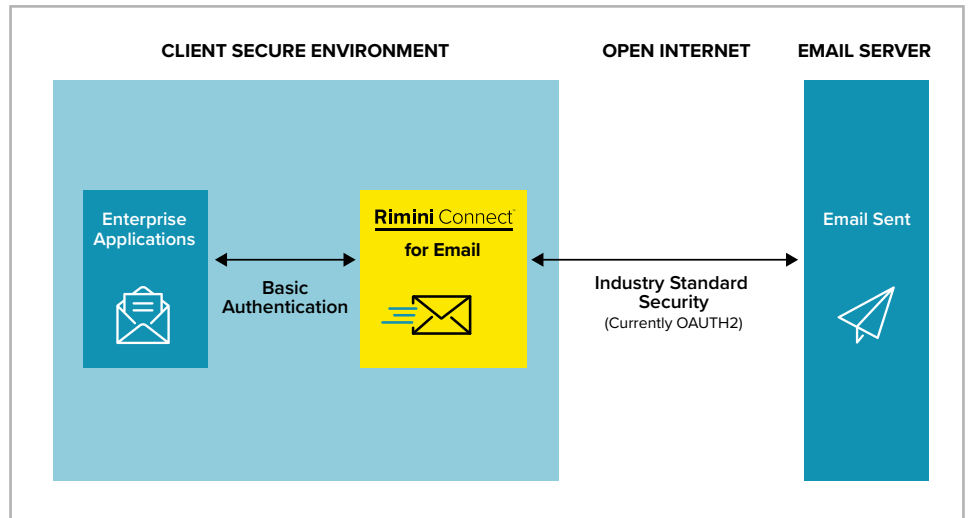 CLIENT SECURE ENVIRONMENT
OPEN INTERNET
EMAIL SERVER
Enterprise
Applications
Basic
Authentication
Rimini Connect™
for Email
Industry Standard
Security
(Currently OAUTH2)
Email Sent